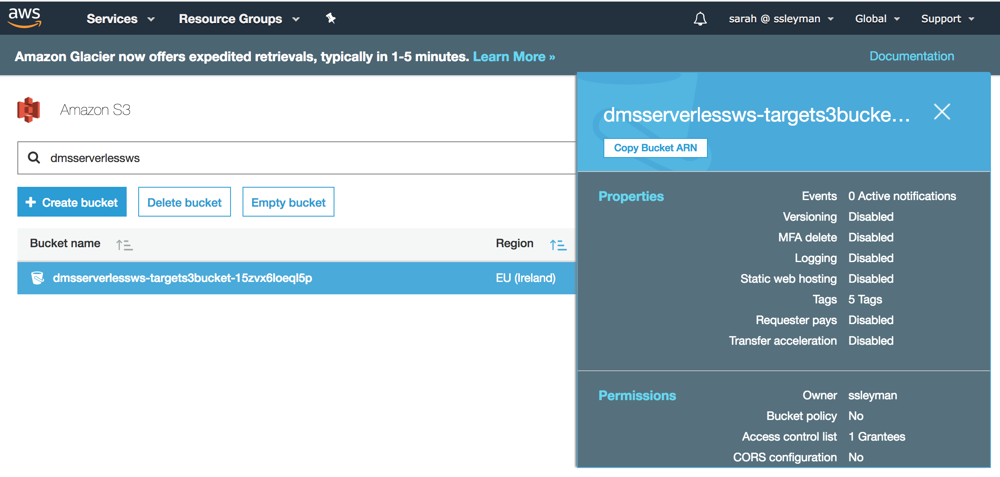 aws Services Resource Groups sarah @ ssleyman Global Support
Amazon Glacier now offers expedited retrievals, typically in 1-5 minutes. Learn More » Documentation
Amazon S3
dmsserverlessws
Create bucket Delete bucket Empty bucket
Bucket name Region
dmsserverlessws-targets3bucket-15zvx6loeql5p EU (Ireland)
dmsserverlessws-targets3bucke...
Copy Bucket ARN
Properties Events 0 Active notifications
Versioning Disabled
MFA delete Disabled
Logging Disabled
Static web hosting Disabled
Tags 5 Tags
Requester pays Disabled
Transfer acceleration Disabled
Permissions Owner ssleyman
Bucket policy No
Access control list 1 Grantees
CORS configuration No